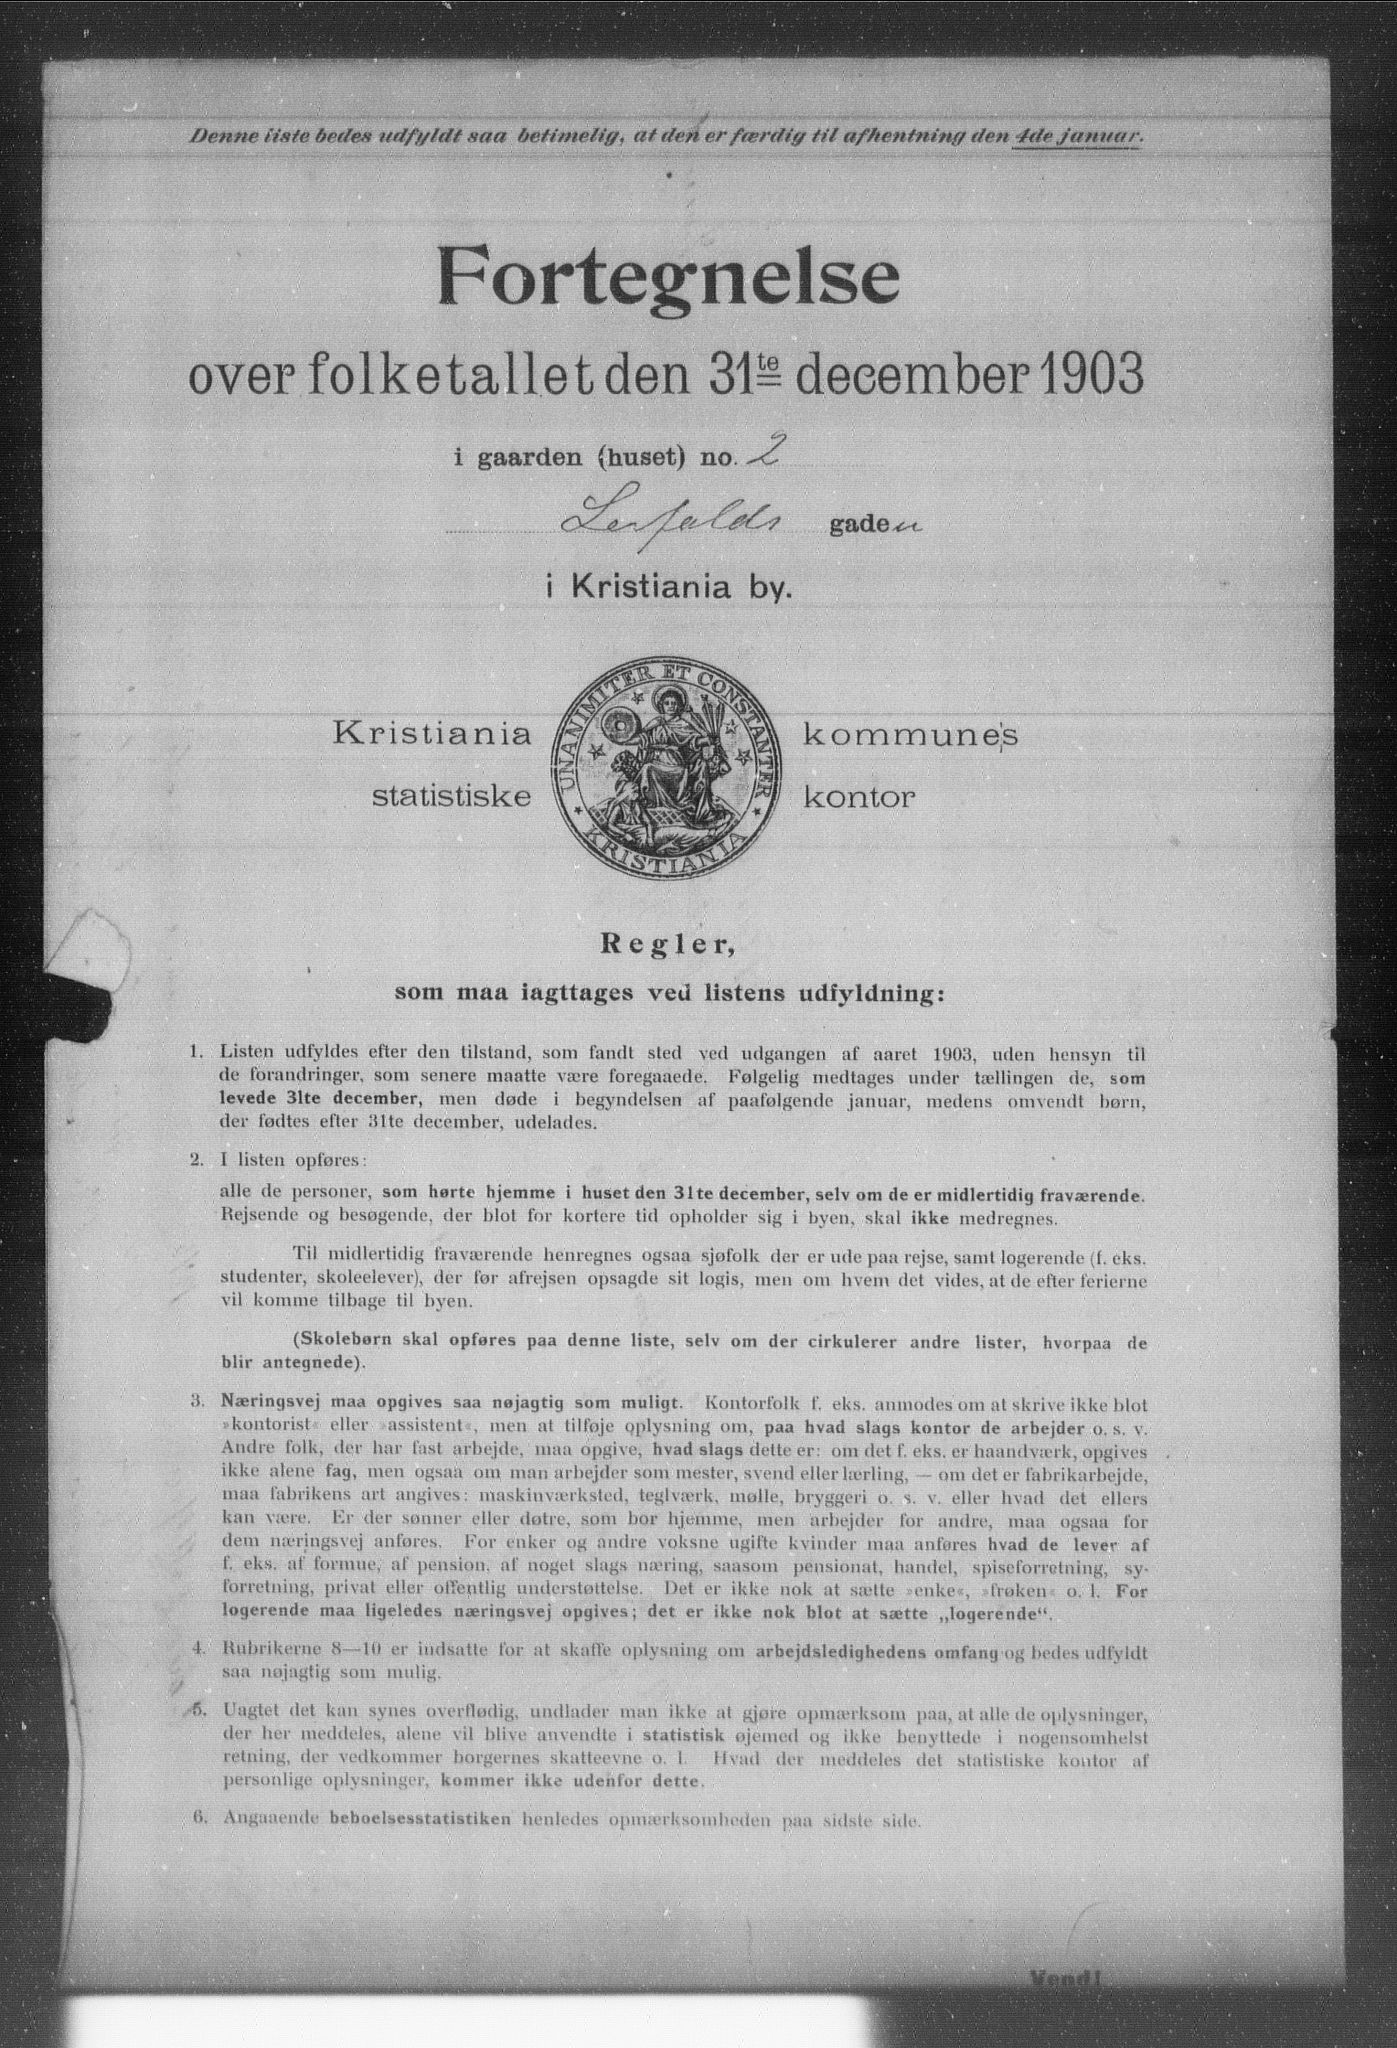 Denne liste bedes udfyldt saa betimelig, at den er færdig til afhentning den 4de januar.
Fortegnelse
over folketallet den 31te december 1903
i gaarden (huset) no. 2
Lerfalds gaden
i Kristiania by.
Kristiania kommunes
statistiske kontor
UNANIMITER ET CONSTANTER
KRISTIANIA
Regler,
som maa iagttages ved listens udfyldning:
1. Listen udfyldes efter den tilstand, som fandt sted ved udgangen af aaret 1903, uden hensyn til
de forandringer, som senere maatte være foregaaede. Følgelig medtages under tællingen de, som
levede 31te december, men døde i begyndelsen af paafølgende januar, medens omvendt børn,
der fødtes efter 31te december, udelades.
2. I listen opføres:
alle de personer, som hørte hjemme i huset den 31te december, selv om de er midlertidig fraværende.
Rejsende og besøgende, der blot for kortere tid opholder sig i byen, skal ikke medregnes.
Til midlertidig fraværende henregnes ogsaa sjøfolk der er ude paa rejse, samt logerende (f. eks.
studenter, skoleelever), der før afrejsen opsagde sit logis, men om hvem det vides, at de efter ferierne
vil komme tilbage til byen.
(Skolebørn skal opføres paa denne liste, selv om der cirkulerer andre lister, hvorpaa de
blir antegnede).
3. Næringsvej maa opgives saa nøjagtig som muligt. Kontorfolk f. eks. anmodes om at skrive ikke blot
»kontorist« eller »assistent«, men at tilføje oplysning om, paa hvad slags kontor de arbejder o. s. v.
Andre folk, der har fast arbejde, maa opgive, hvad slags dette er: om det f. eks. er haandværk, opgives
ikke alene fag, men ogsaa om man arbejder som mester, svend eller lærling, — om det er fabrikarbejde,
maa fabrikens art angives: maskinværksted, teglværk, mølle, bryggeri o. s. v. eller hvad det ellers
kan være. Er der sønner eller døtre, som bor hjemme, men arbejder for andre, maa ogsaa for
dem næringsvej anføres. For enker og andre voksne ugifte kvinder maa anføres hvad de lever af
f. eks. af formue, af pension, af noget slags næring, saasom pensionat, handel, spiseforretning, sy-
forretning, privat eller offentlig understøttelse. Det er ikke nok at sætte »enke«, »frøken« o. l. For
logerende maa ligeledes næringsvej opgives; det er ikke nok blot at sætte „logerende“.
4. Rubrikerne 8—10 er indsatte for at skaffe oplysning om arbejdsledighedens omfang og bedes udfyldt
saa nøjagtig som mulig.
5. Uagtet det kan synes overflødig, undlader man ikke at gjøre opmærksom paa, at alle de oplysninger,
der her meddeles, alene vil blive anvendte i statistisk øjemed og ikke benyttede i nogensomhelst
retning, der vedkommer borgernes skatteevne o. l. Hvad der meddeles det statistiske kontor af
personlige oplysninger, kommer ikke udenfor dette.
6. Angaaende beboelsesstatistiken henledes opmærksomheden paa sidste side.
Vend!